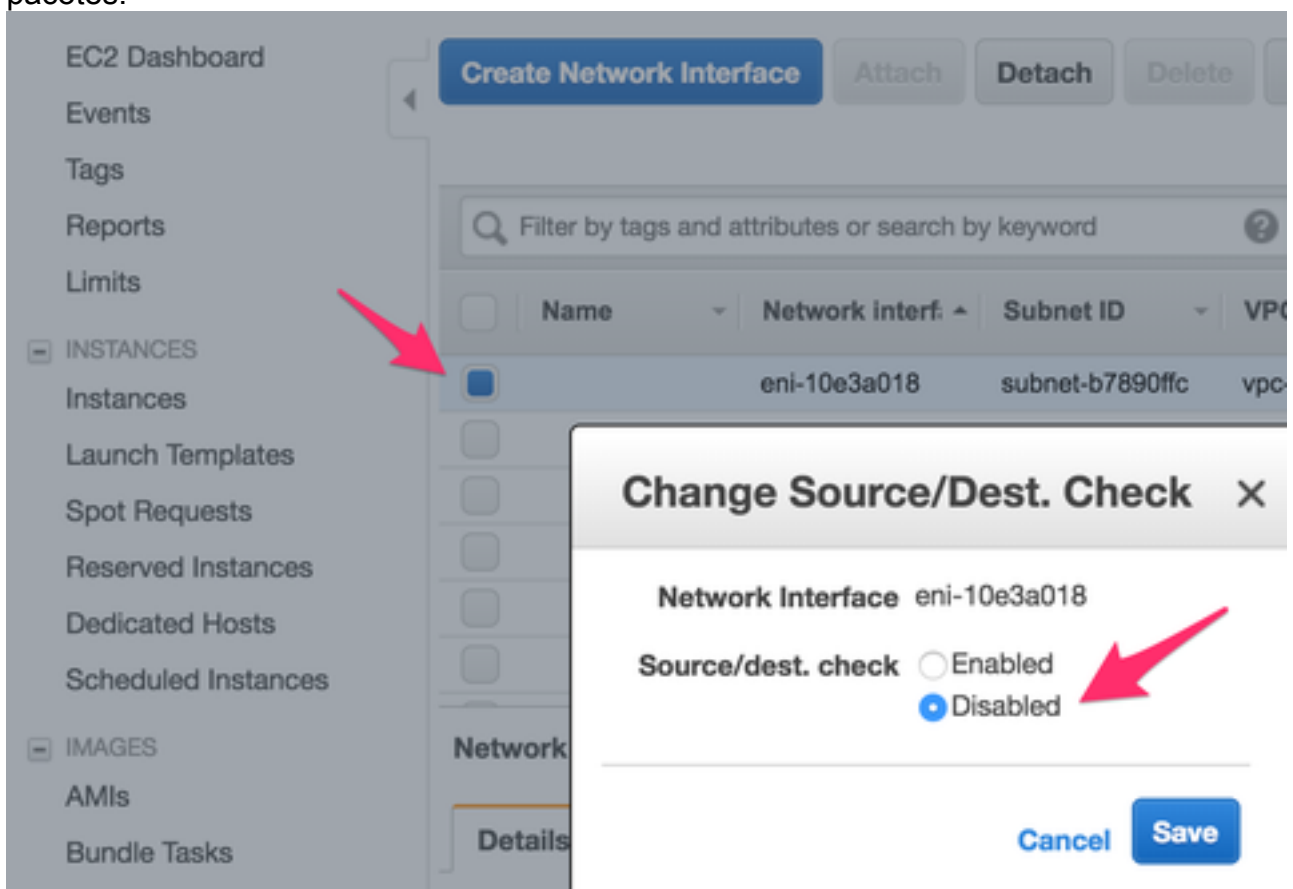 pacotes.
EC2 Dashboard
Events
Tags
Reports
Limits
INSTANCES
Instances
Launch Templates
Spot Requests
Reserved Instances
Dedicated Hosts
Scheduled Instances
IMAGES
AMIs
Bundle Tasks
Create Network Interface Attach Detach Delete
Filter by tags and attributes or search by keyword
Name Network interf Subnet ID VPC
eni-10e3a018 subnet-b7890ffc vpc-
Change Source/Dest. Check
Network Interface eni-10e3a018
Source/dest. check Enabled
Disabled
Network
Details
Cancel Save